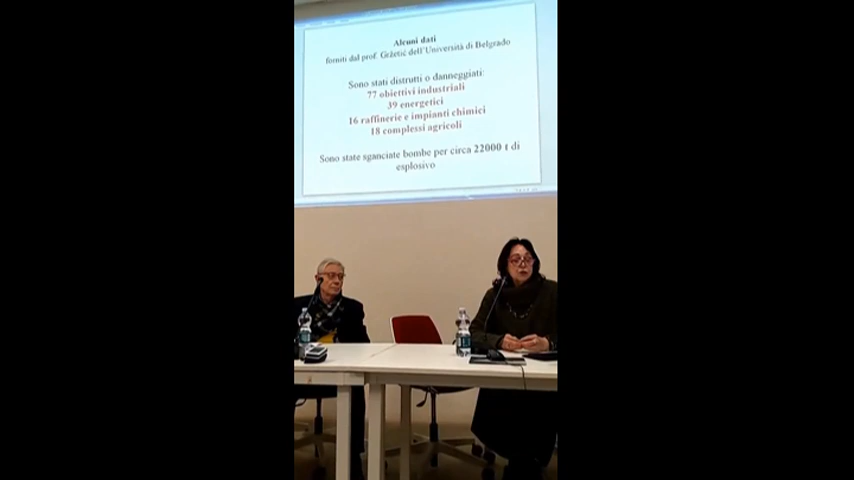 Alcuni dati
forniti dal prof. Gržetić dell'Università di Belgrado
Sono stati distrutti o danneggiati:
77 obiettivi industriali
39 energetici
16 raffinerie e impianti chimici
18 complessi agricoli
Sono state sganciate bombe per circa 22000 t di
esplosivo